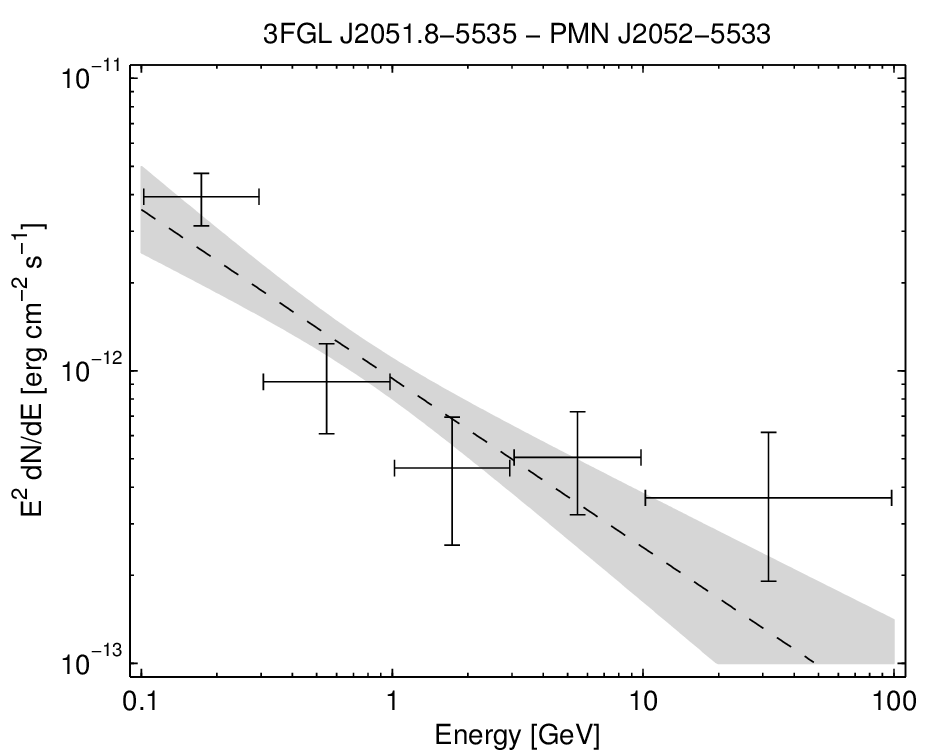 3FGL J2051.8−5535 − PMN J2052−5533
E² dN/dE [erg cm⁻² s⁻¹]
10⁻¹¹
10⁻¹²
10⁻¹³
0.1 1 10 100
Energy [GeV]